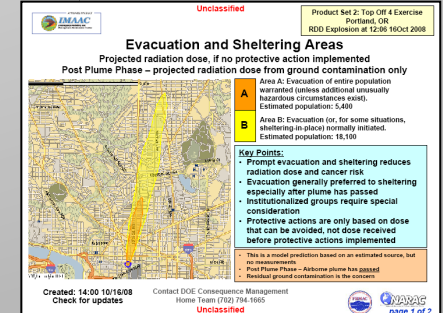 Unclassified
IMAAC
Product Set 2: Top Off 4 Exercise
Portland, OR
RDD Explosion at 12:06 16Oct 2008
Evacuation and Sheltering Areas
Projected radiation dose, if no protective action implemented
Post Plume Phase – projected radiation dose from ground contamination only
A
Area A: Evacuation of entire population
warranted (unless additional unusually
hazardous circumstances exist).
Estimated population: 5,400
B
Area B: Evacuation (or, for some situations,
sheltering-in-place) normally initiated.
Estimated population: 18,100
Key Points:
• Prompt evacuation and sheltering reduces
radiation dose and cancer risk
• Evacuation generally preferred to sheltering
especially after plume has passed
• Institutionalized groups require special
consideration
• Protective actions are only based on dose
that can be avoided, not dose received
before protective actions implemented
• This is a model prediction based on an estimated source, but
no measurements
• Post Plume Phase – Airborne plume has passed
• Residual ground contamination is the concern
Created: 14:00 10/16/08
Check for updates
Contact DOE Consequence Management
Home Team (702) 794-1665
Unclassified
NARAC
page 1 of 2